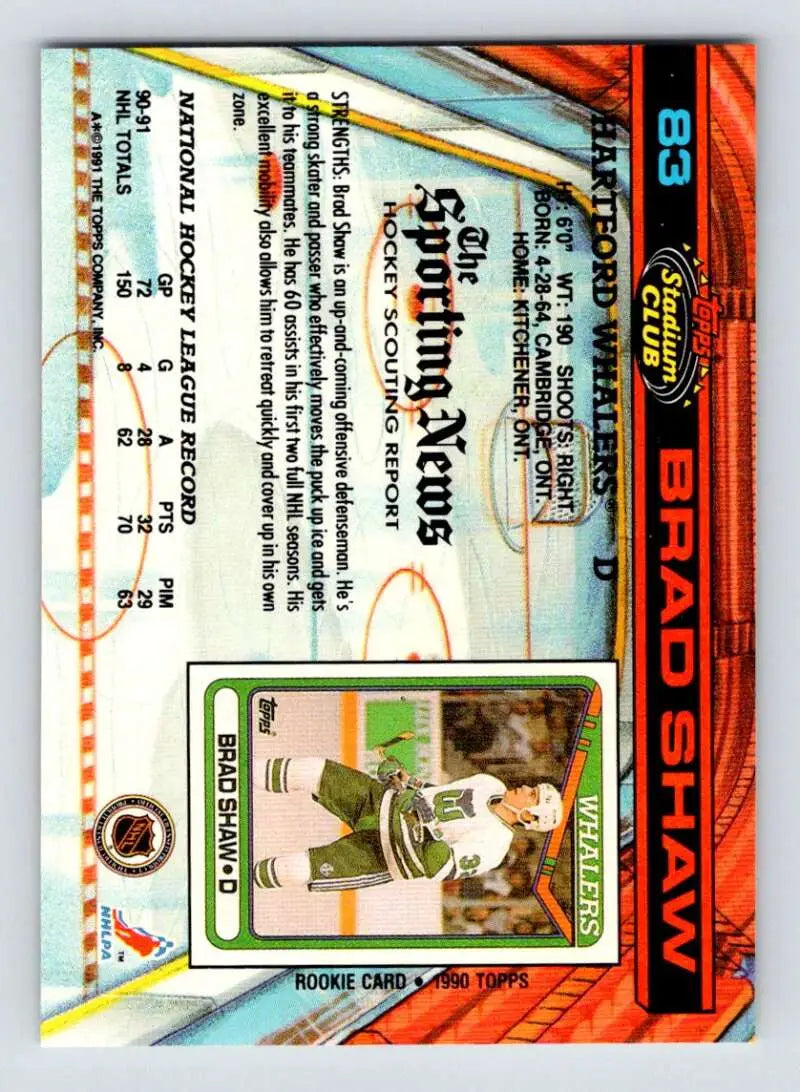 83
topps
Stadium
CLUB
BRAD SHAW
HARTFORD WHALERS® D
HT: 6'0" WT: 190 SHOOTS: RIGHT
BORN: 4-28-64, CAMBRIDGE, ONT.
HOME: KITCHENER, ONT.
The
Sporting News
HOCKEY SCOUTING REPORT
STRENGTHS: Brad Shaw is an up-and-coming offensive defenseman. He's
a strong skater and passer who effectively moves the puck up ice and gets
it to his teammates. He has 60 assists in his first two full NHL seasons. His
excellent mobility also allows him to retreat quickly and cover up in his own
zone.
NATIONAL HOCKEY LEAGUE RECORD
GP G A PTS PIM
90-91 72 4 28 32 29
NHL TOTALS 150 8 62 70 63
A*©1991 THE TOPPS COMPANY, INC.
WHALERS
topps
BRAD SHAW • D
ROOKIE CARD • 1990 TOPPS
NHL
NHLPA™